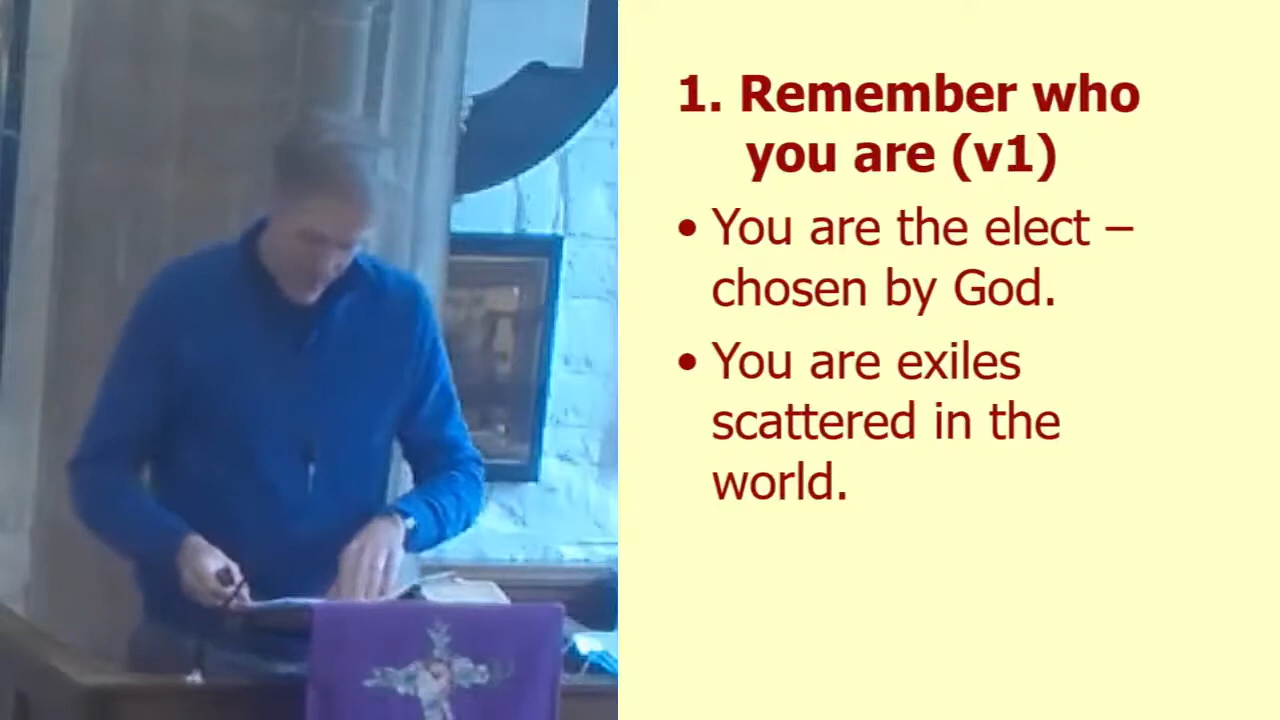 1. Remember who
you are (v1)
• You are the elect –
chosen by God.
• You are exiles
scattered in the
world.